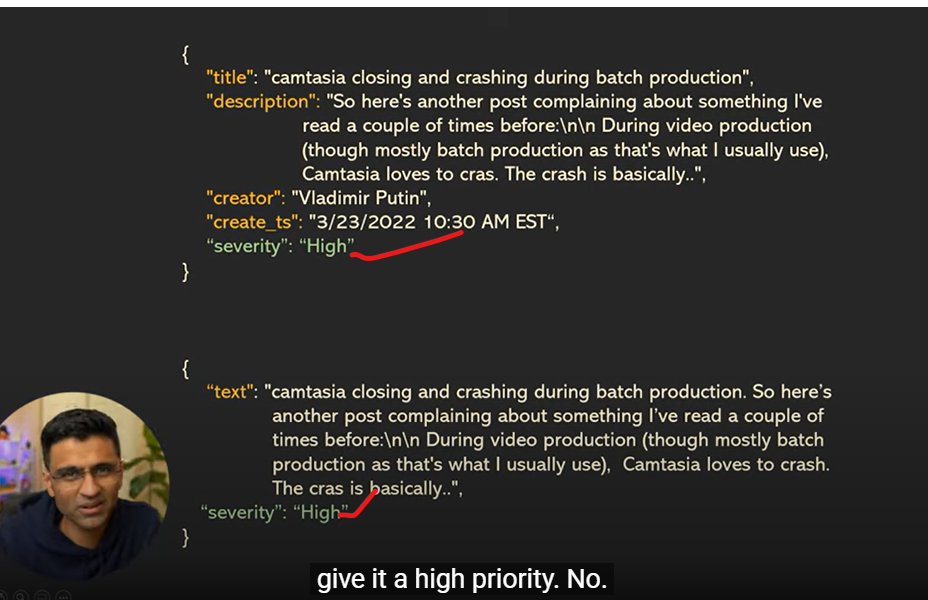 {
"title": "camtasia closing and crashing during batch production",
"description": "So here's another post complaining about something I've
read a couple of times before:\n\n During video production
(though mostly batch production as that's what I usually use),
Camtasia loves to cras. The crash is basically..",
"creator": "Vladimir Putin",
"create_ts": "3/23/2022 10:30 AM EST“,
“severity”: “High”
}
{
“text": "camtasia closing and crashing during batch production. So here’s
another post complaining about something I’ve read a couple of
times before:\n\n During video production (though mostly batch
production as that's what I usually use),  Camtasia loves to crash.
The cras is basically..",
“severity”: “High”
}
give it a high priority. No.